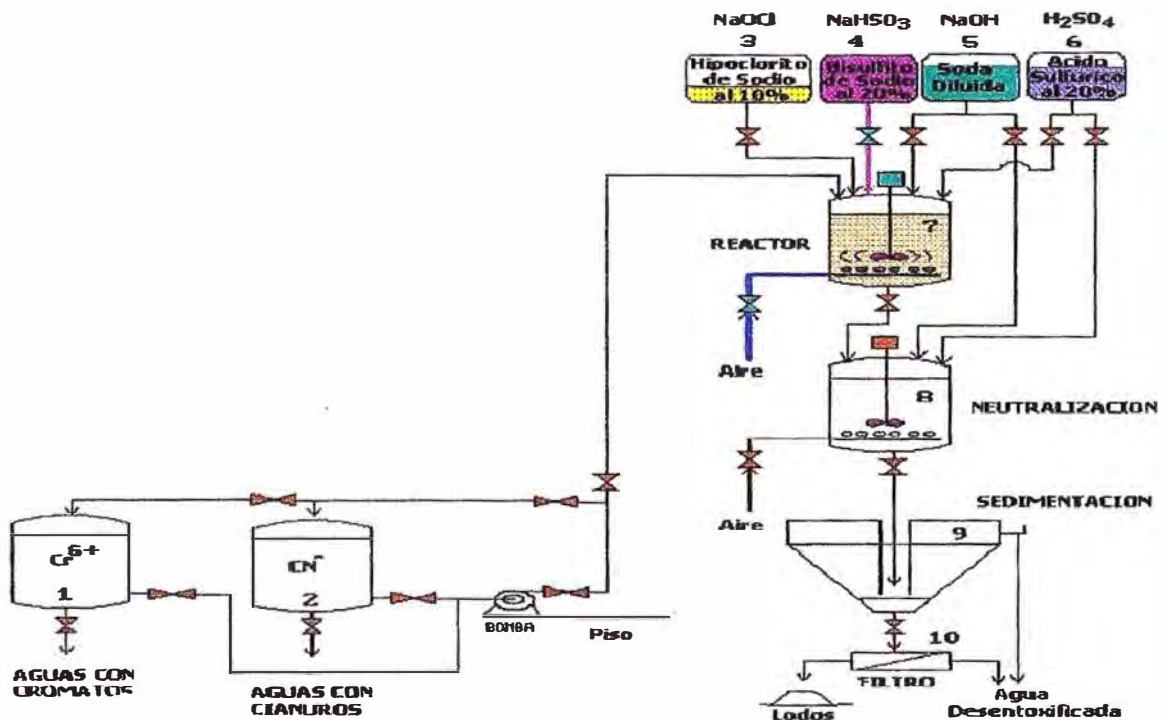 NaOCl NaHSO3 NaOH H2SO4
3 4 5 6
Hipoclorito
de Sodio
al 10%
Bisulfito
de Sodio
al 20%
Soda
Diluida
Acido
Sulfurico
al 20%
7
REACTOR
Aire
8
NEUTRALIZACION
Aire
SEDIMENTACION
9
Cr6+
1
CN-
2
BOMBA
Piso
10
FILTRO
AGUAS CON
CROMATOS
AGUAS CON
CIANUROS
Lodos
Agua
Desentoxificada